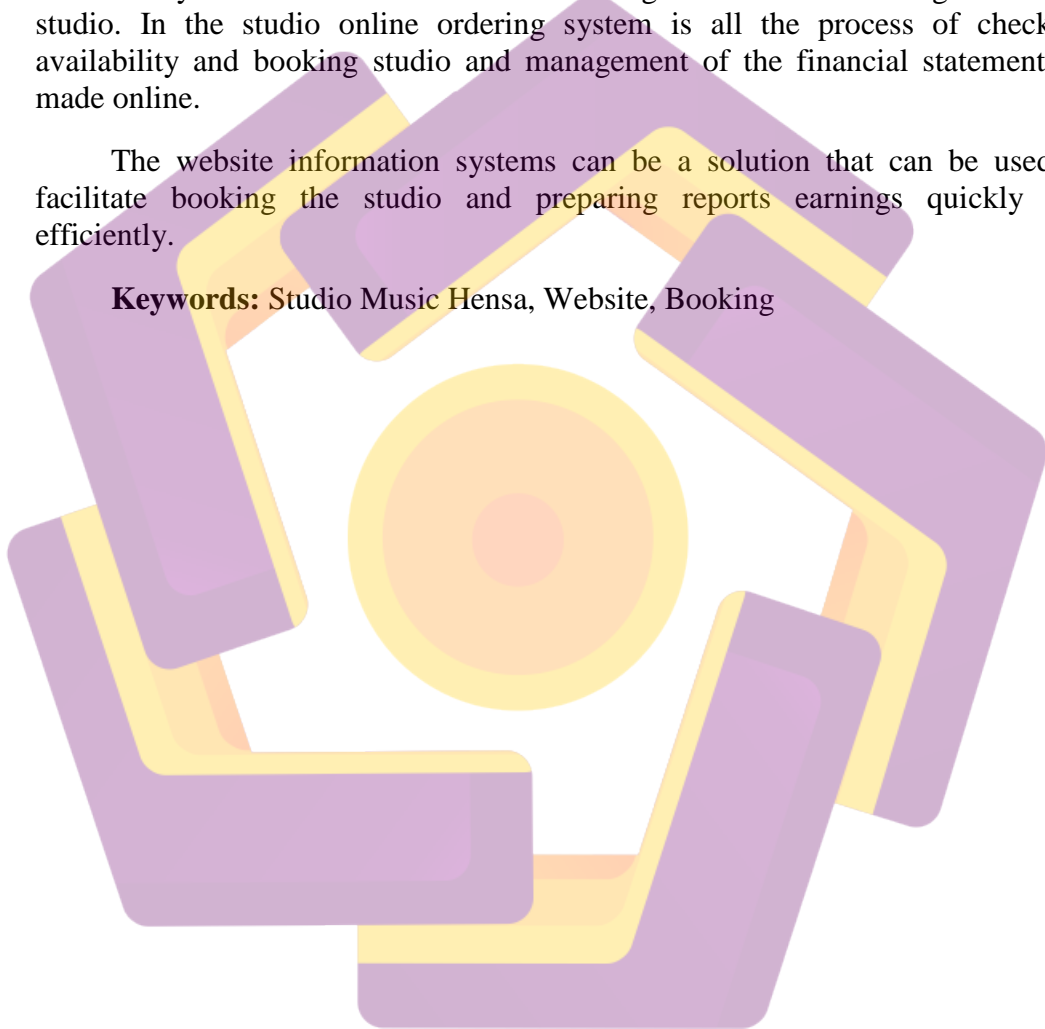 studio. In the studio online ordering system is all the process of check
availability and booking studio and management of the financial statement
made online.
The website information systems can be a solution that can be used
facilitate booking the studio and preparing reports earnings quickly
efficiently.
Keywords: Studio Music Hensa, Website, Booking